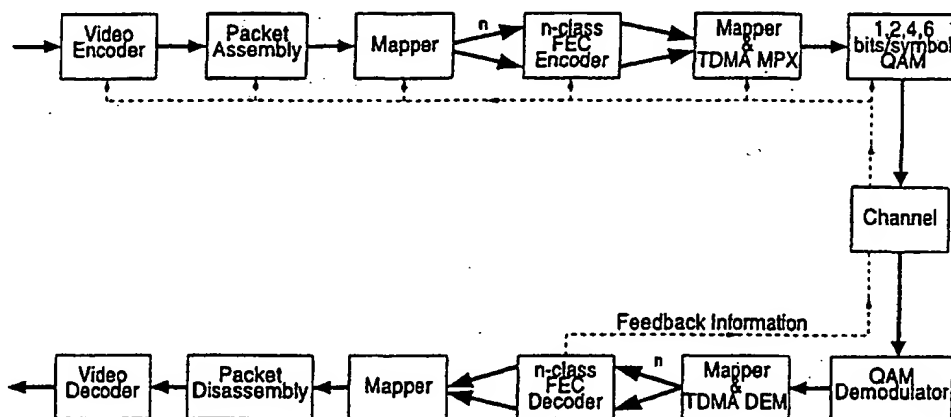 Video
Encoder
Packet
Assembly
Mapper
n
n-class
FEC
Encoder
Mapper
&
TDMA MPX
1,2,4,6
bits/symbol
QAM
Channel
Feedback Information
Video
Decoder
Packet
Disassembly
Mapper
n-class
FEC
Decoder
n
Mapper
&
TDMA DEM
QAM
Demodulator